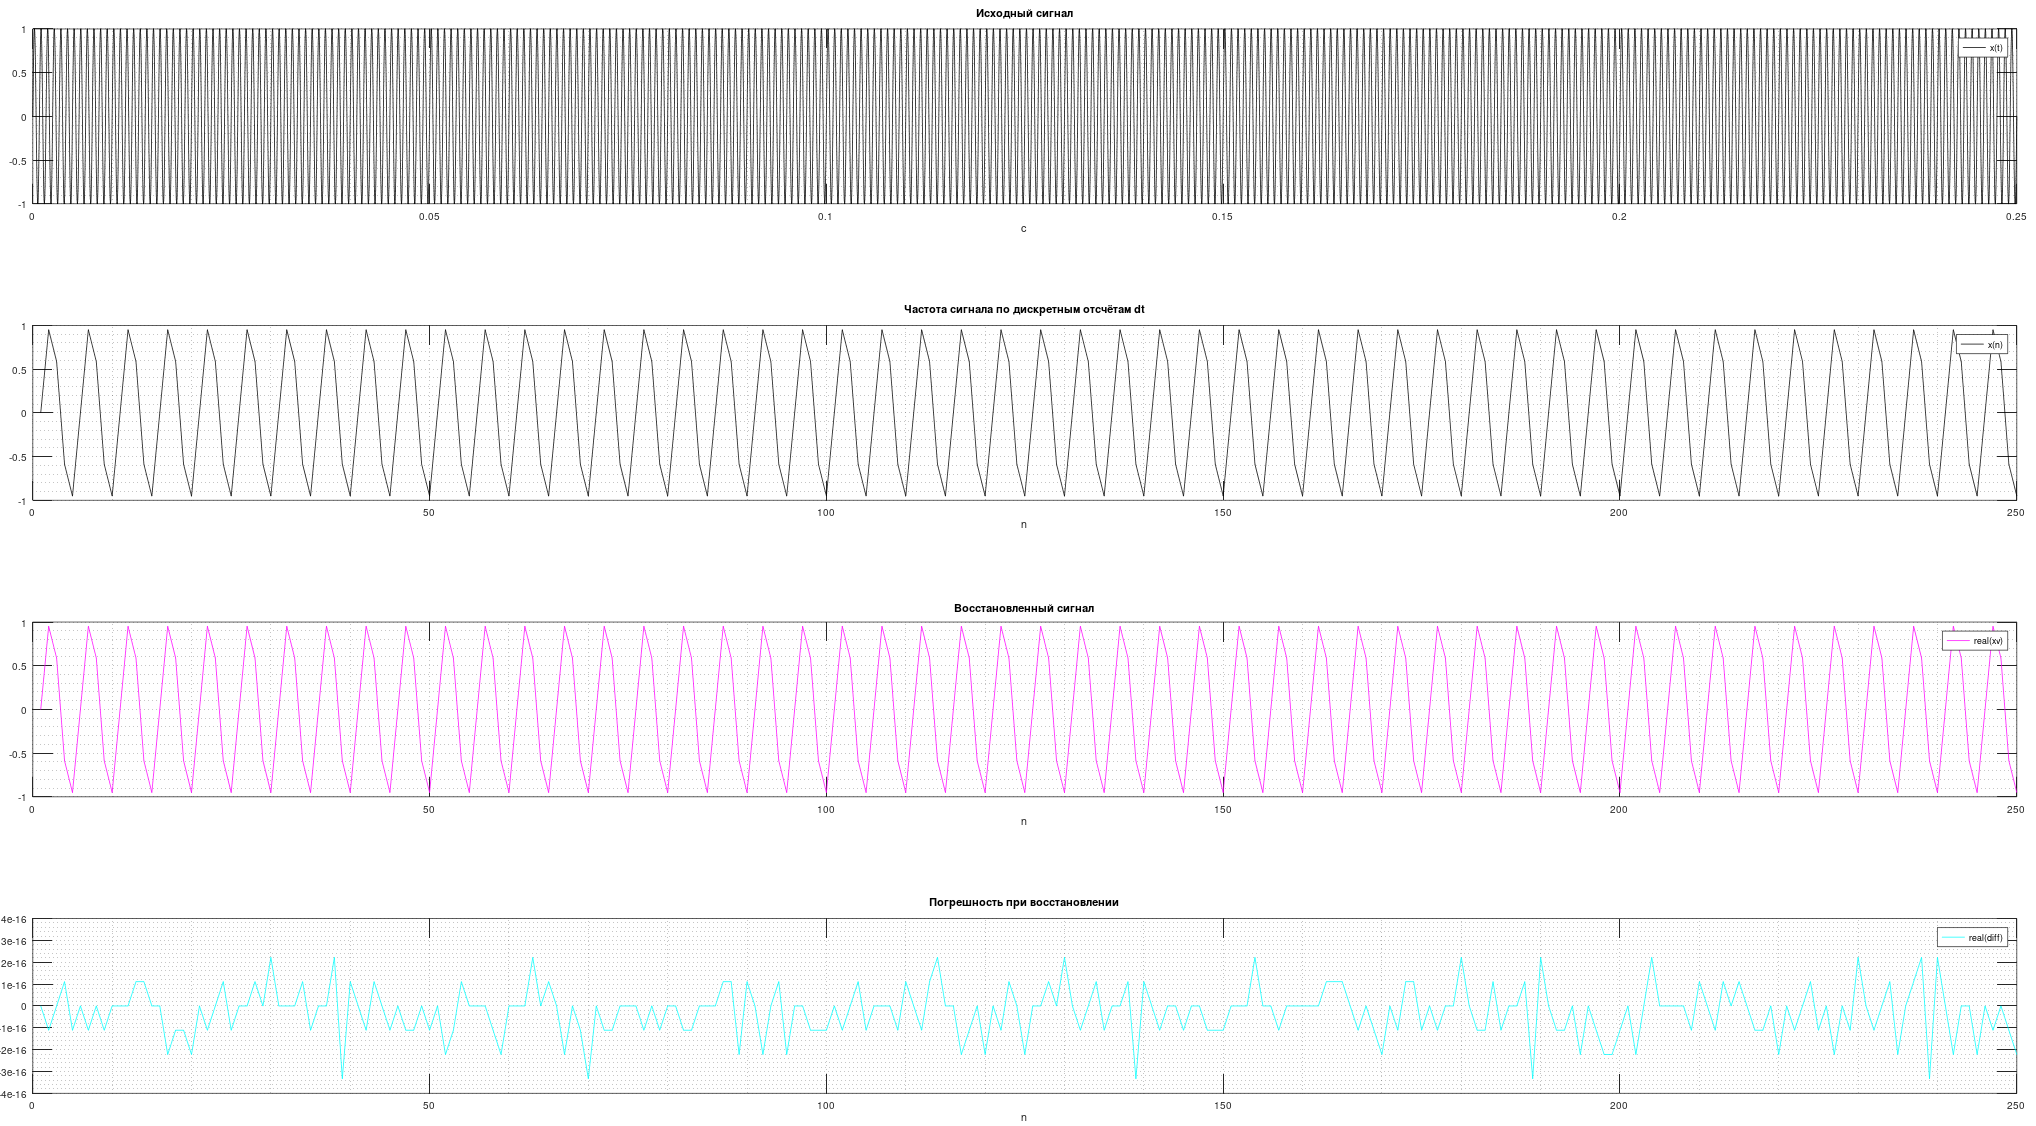 Исходный сигнал
x(t)
1
0.5
0
-0.5
-1
0 0.05 0.1 0.15 0.2 0.25
c
Частота сигнала по дискретным отсчётам dt
x(n)
1
0.5
0
-0.5
-1
0 50 100 150 200 250
n
Восстановленный сигнал
real(xv)
1
0.5
0
-0.5
-1
0 50 100 150 200 250
n
Погрешность при восстановлении
real(diff)
4e-16
3e-16
2e-16
1e-16
0
-1e-16
-2e-16
-3e-16
-4e-16
0 50 100 150 200 250
n